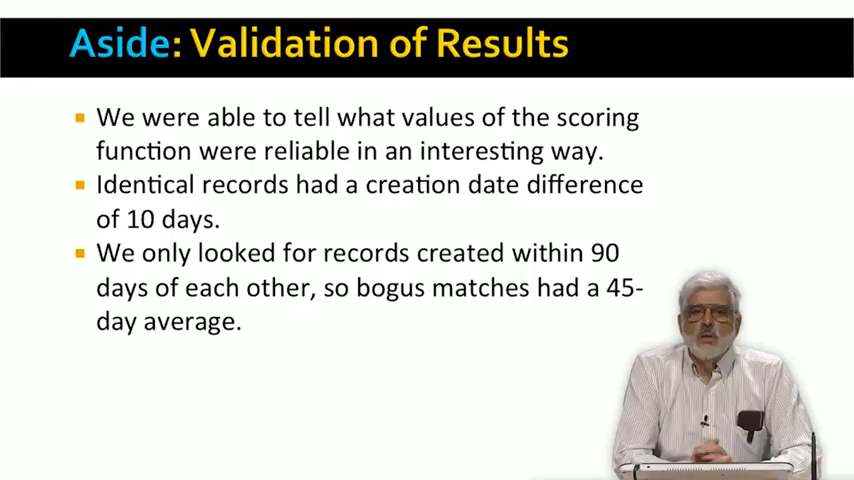 Aside: Validation of Results
We were able to tell what values of the scoring
function were reliable in an interesting way.
Identical records had a creation date difference
of 10 days.
We only looked for records created within 90
days of each other, so bogus matches had a 45-
day average.